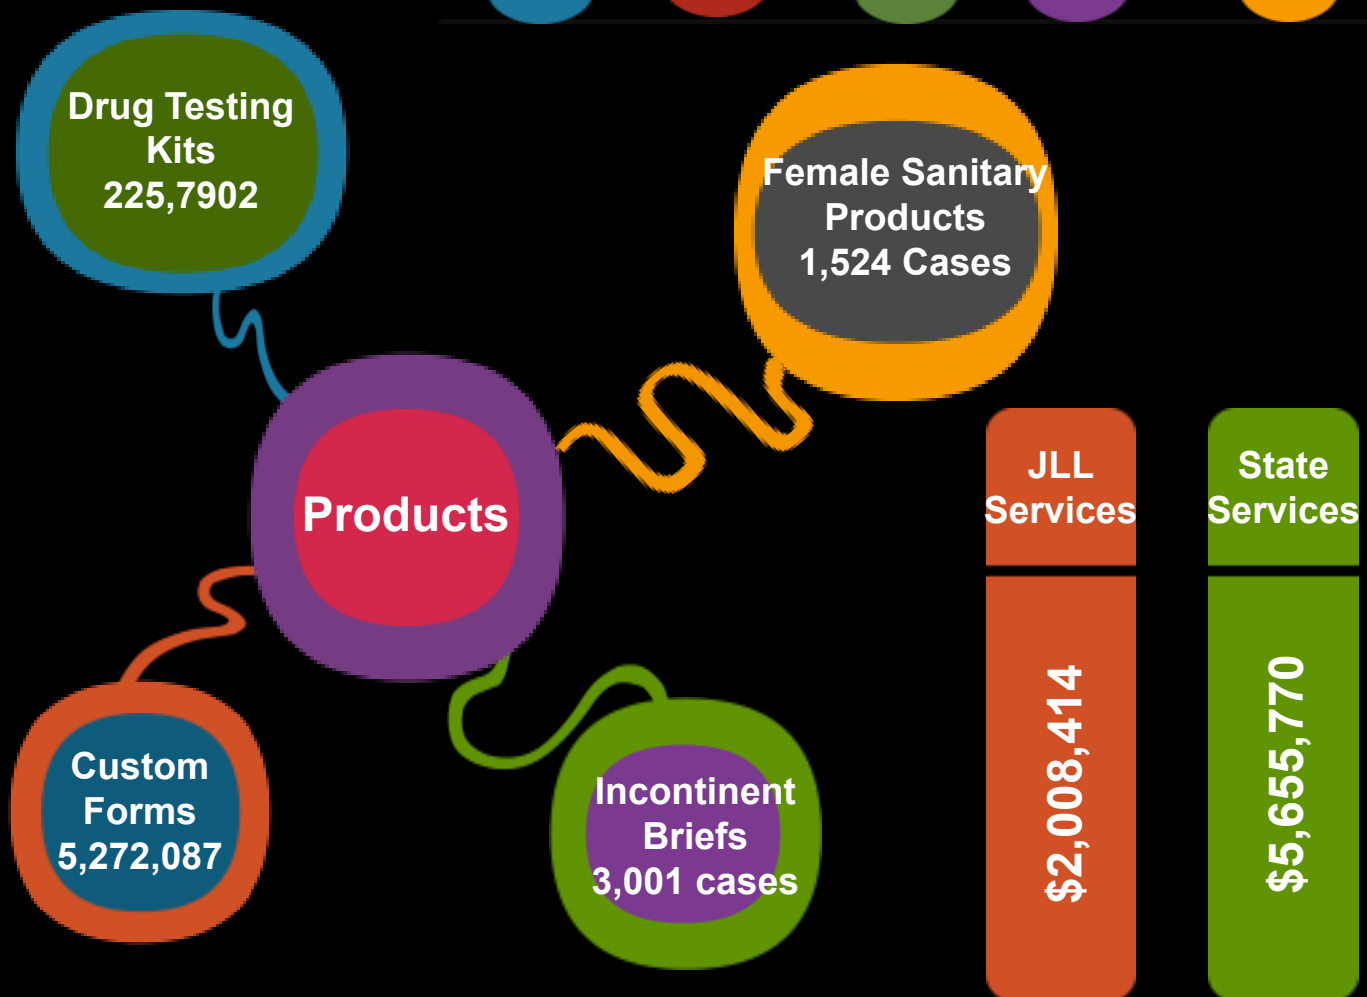 Drug Testing
Kits
225,7902
Female Sanitary
Products
1,524 Cases
Products
JLL
Services
State
Services
$2,008,414
$5,655,770
Custom
Forms
5,272,087
Incontinent
Briefs
3,001 cases